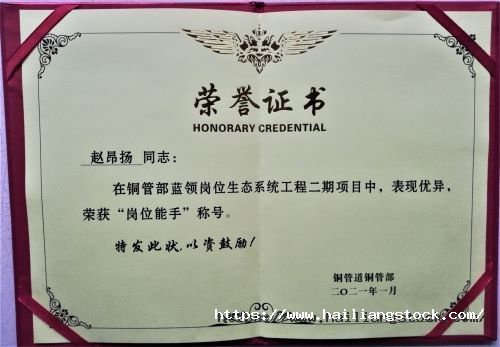 荣誉证书
HONORARY CREDENTIAL
赵昂扬 同志：
在铜管部蓝领岗位生态系统工程二期项目中，表现优异，
荣获“岗位能手”称号。
特发此状，以资鼓励！
铜管道铜管部
二〇二一年一月
https://www.hailiangstock.com/